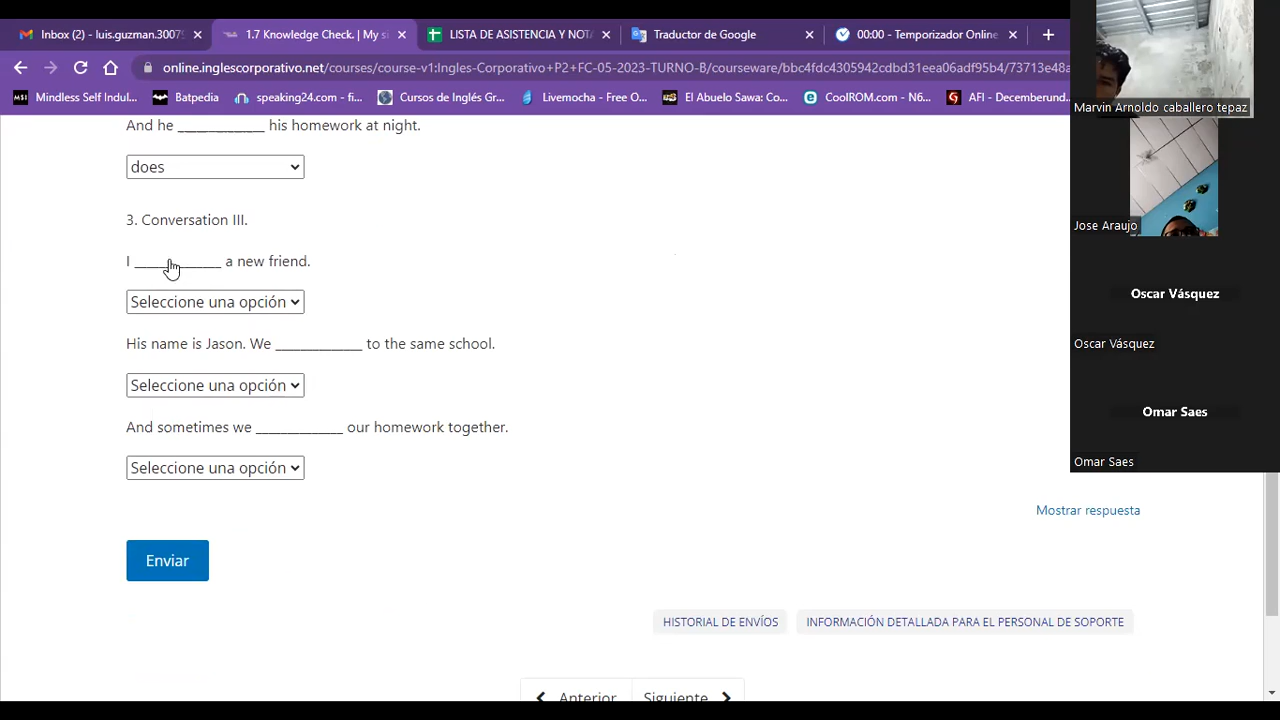 Inbox (2) - luis.guzman.30079
1.7 Knowledge Check. | My si
LISTA DE ASISTENCIA Y NOTA
Traductor de Google
00:00 - Temporizador Online
online.inglescorporativo.net/courses/course-v1:Ingles-Corporativo+P2+FC-05-2023-TURNO-B/courseware/bbc4fdc4305942cdbd31eea06adf95b4/73713e48a
Mindless Self Indul...
Batpedia
speaking24.com - fi...
Cursos de Inglés Gr...
Livemocha - Free O...
El Abuelo Sawa: Co...
CoolROM.com - N6...
AFI - Decemberund...
And he ______________ his homework at night.
does
3. Conversation III.
I ______________ a new friend.
Seleccione una opción
His name is Jason. We ______________ to the same school.
Seleccione una opción
And sometimes we ______________ our homework together.
Seleccione una opción
Mostrar respuesta
Enviar
HISTORIAL DE ENVÍOS
INFORMACIÓN DETALLADA PARA EL PERSONAL DE SOPORTE
Anterior
Siguiente
Marvin Arnoldo caballero tepaz
Jose Araujo
Oscar Vásquez
Oscar Vásquez
Omar Saes
Omar Saes